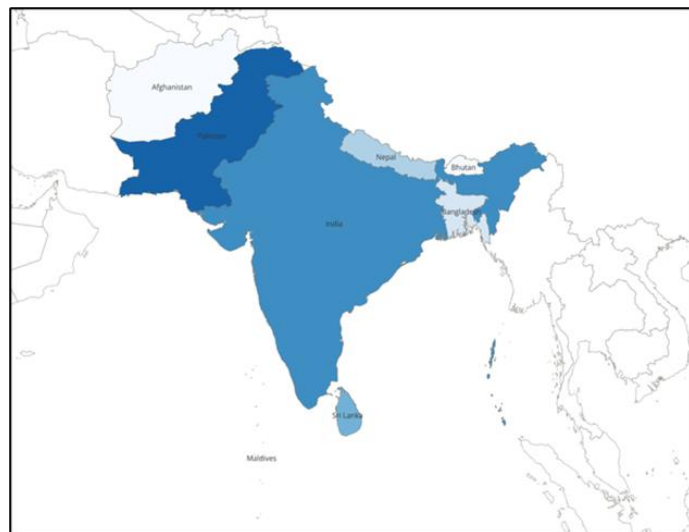 Afghanistan
Pakistan
Nepal
Bhutan
Bangladesh
India
Sri Lanka
Maldives